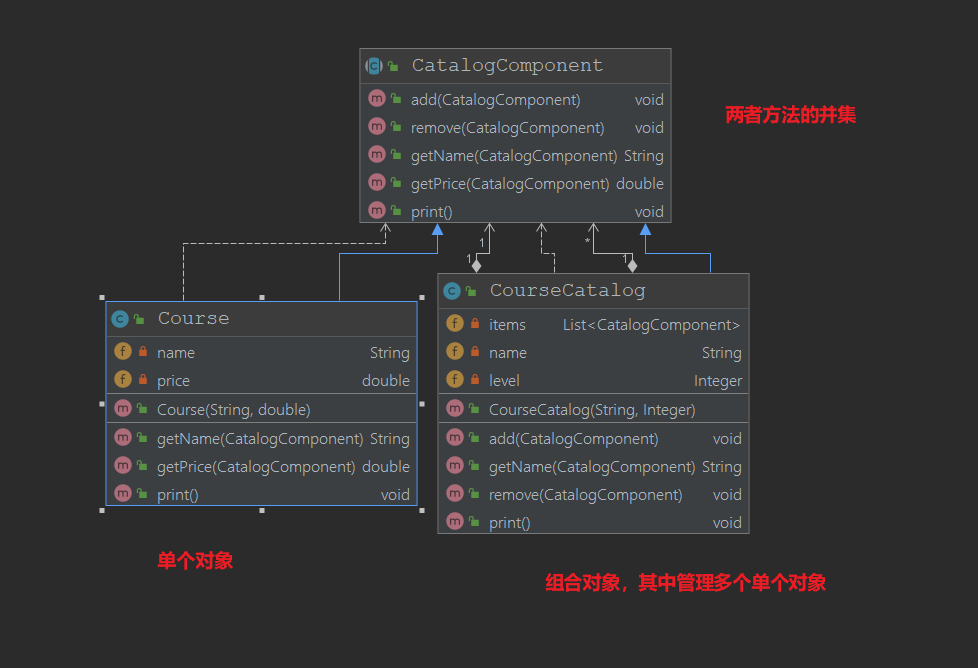 CatalogComponent
add(CatalogComponent) void
remove(CatalogComponent) void
getName(CatalogComponent) String
getPrice(CatalogComponent) double
print() void
两者方法的并集
1
*
1
1
Course
name String
price double
Course(String, double)
getName(CatalogComponent) String
getPrice(CatalogComponent) double
print() void
CourseCatalog
items List<CatalogComponent>
name String
level Integer
CourseCatalog(String, Integer)
add(CatalogComponent) void
getName(CatalogComponent) String
remove(CatalogComponent) void
print() void
单个对象
组合对象，其中管理多个单个对象